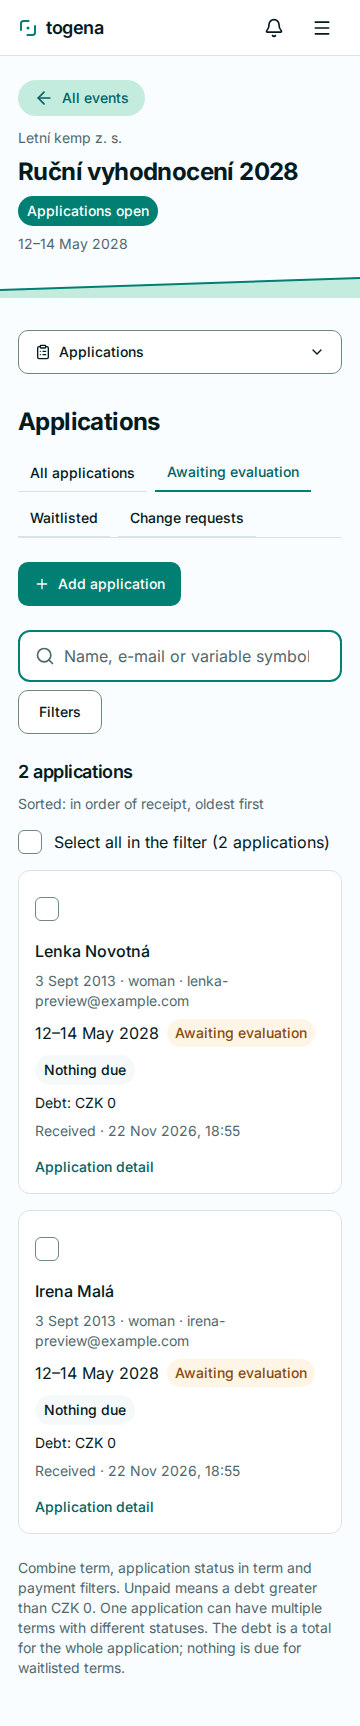 togena
All events
Letní kemp z. s.
Ruční vyhodnocení 2028
Applications open
12–14 May 2028
Applications
Applications
All applications
Awaiting evaluation
Waitlisted
Change requests
Add application
Name, e-mail or variable symbol
Filters
2 applications
Sorted: in order of receipt, oldest first
Select all in the filter (2 applications)
Lenka Novotná
3 Sept 2013 · woman · lenka-
preview@example.com
12–14 May 2028 Awaiting evaluation
Nothing due
Debt: CZK 0
Received · 22 Nov 2026, 18:55
Application detail
Irena Malá
3 Sept 2013 · woman · irena-
preview@example.com
12–14 May 2028 Awaiting evaluation
Nothing due
Debt: CZK 0
Received · 22 Nov 2026, 18:55
Application detail
Combine term, application status in term and
payment filters. Unpaid means a debt greater
than CZK 0. One application can have multiple
terms with different statuses. The debt is a total
for the whole application; nothing is due for
waitlisted terms.